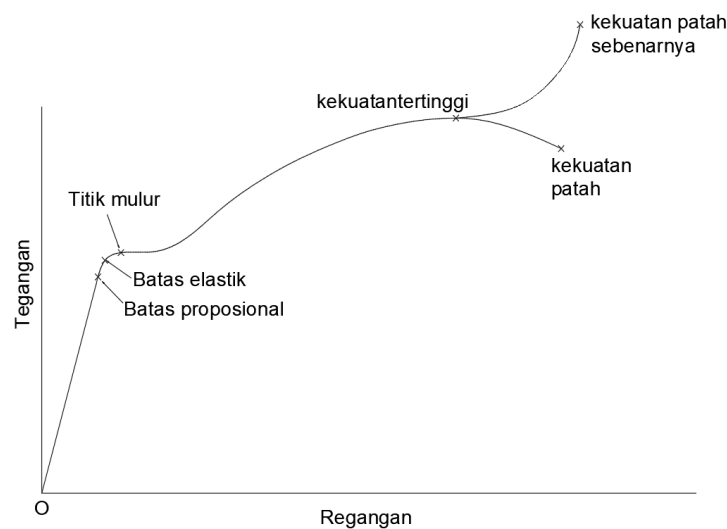 kekuatan patah
sebenarnya
kekuatantertinggi
kekuatan
patah
Titik mulur
Batas elastik
Batas proposional
Tegangan
O
Regangan